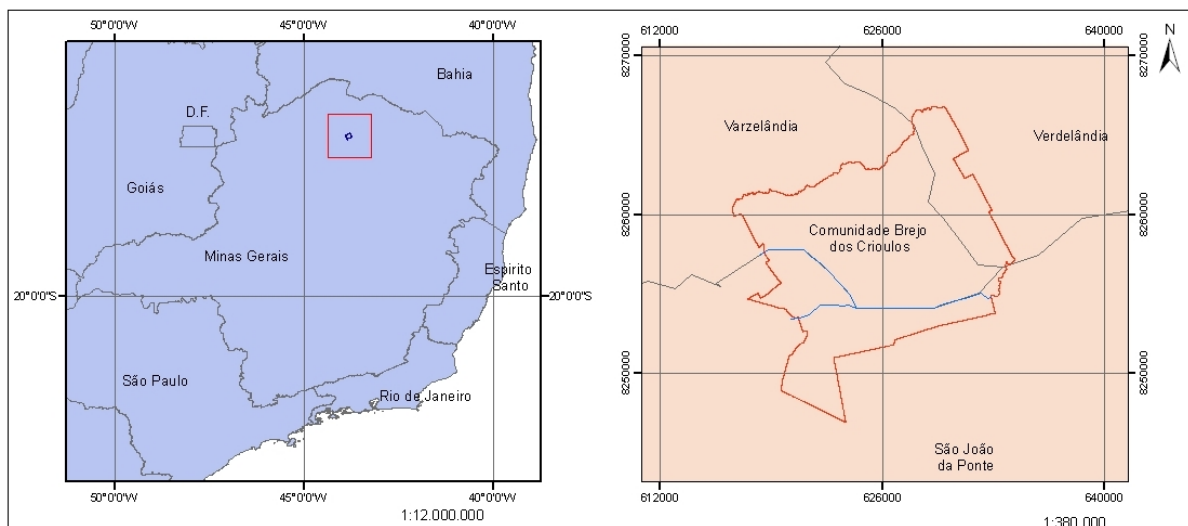 50°0'0"W
45°0'0"W
40°0'0"W
Bahia
D.F.
Goiás
Minas Gerais
Espirito
Santo
20°0'0"S
20°0'0"S
São Paulo
Rio de Janeiro
50°0'0"W
45°0'0"W
40°0'0"W
1:12.000.000
612000
626000
640000
N
8270000
8270000
Varzelândia
Verdelândia
8260000
8260000
Comunidade Brejo
dos Crioulos
8250000
8250000
São João
da Ponte
612000
626000
640000
1:380.000